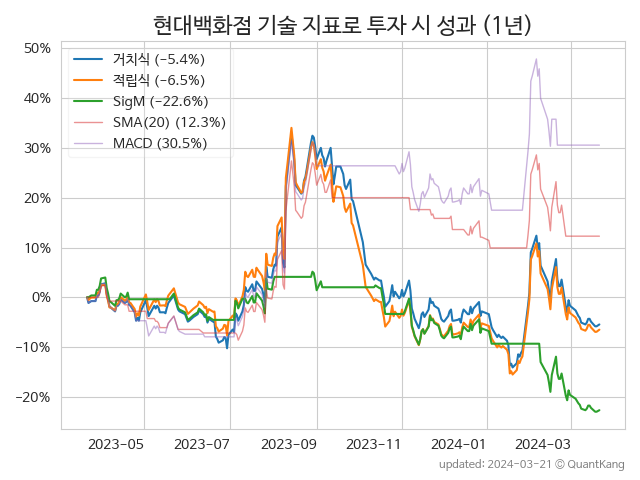 현대백화점 기술 지표로 투자 시 성과 (1년)
50%
40%
30%
20%
10%
0%
−10%
−20%
거치식 (−5.4%)
적립식 (−6.5%)
SigM (−22.6%)
SMA(20) (12.3%)
MACD (30.5%)
2023−05
2023−07
2023−09
2023−11
2024−01
2024−03
updated: 2024−03−21 © QuantKang